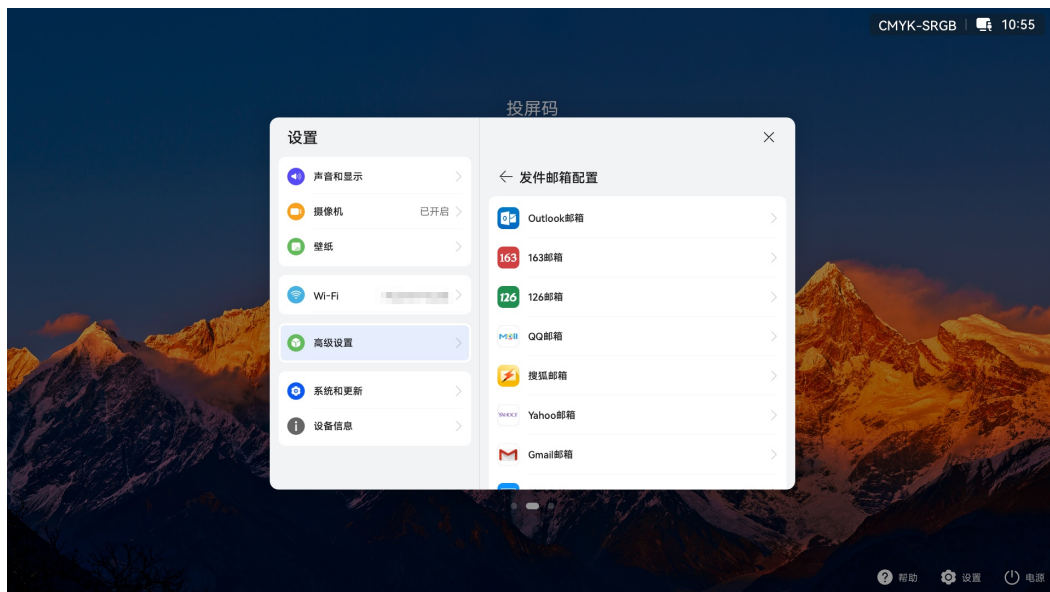 CMYK-SRGB
10:55
投屏码
设置
声音和显示
摄像机 已开启
壁纸
Wi-Fi
高级设置
系统和更新
设备信息
发件邮箱配置
Outlook邮箱
163 163邮箱
126 126邮箱
Mail QQ邮箱
搜狐邮箱
YAHOO! Yahoo邮箱
Gmail邮箱
帮助 设置 电源